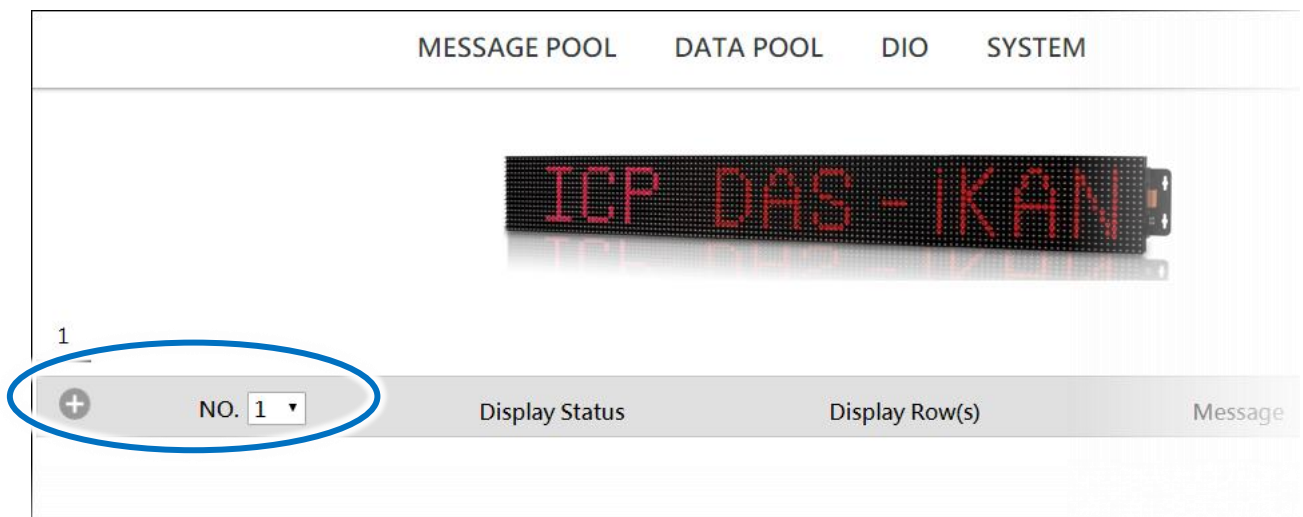 MESSAGE POOL DATA POOL DIO SYSTEM
ICP DAS - iKAN
1
NO. 1 Display Status Display Row(s) Message